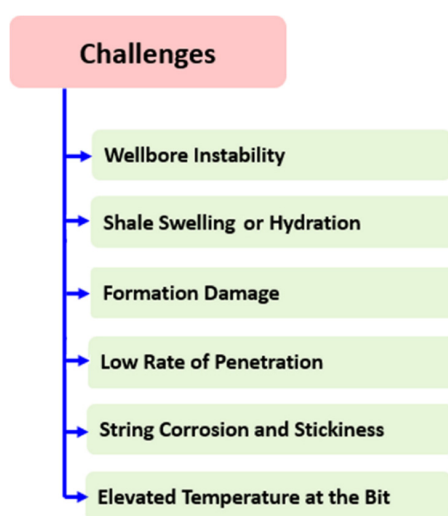 Challenges
Wellbore Instability
Shale Swelling or Hydration
Formation Damage
Low Rate of Penetration
String Corrosion and Stickiness
Elevated Temperature at the Bit